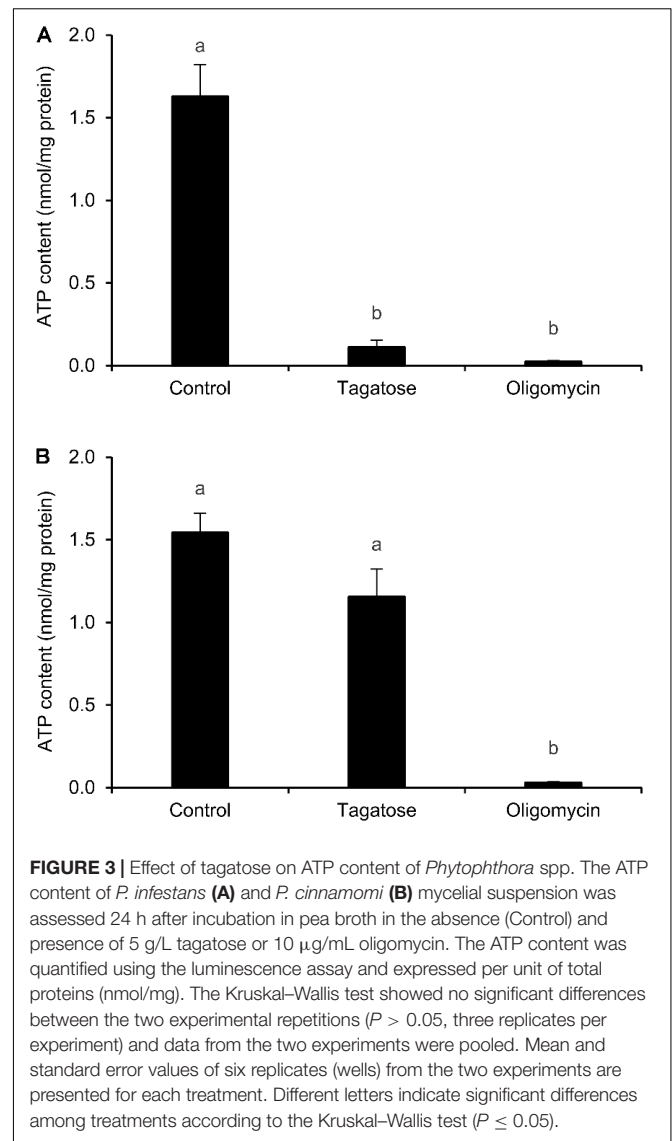 A
ATP content (nmol/mg protein)
2.0
1.5
1.0
0.5
0.0
a
b
b
Control Tagatose Oligomycin
B
ATP content (nmol/mg protein)
2.0
1.5
1.0
0.5
0.0
a
a
b
Control Tagatose Oligomycin
FIGURE 3 | Effect of tagatose on ATP content of Phytophthora spp. The ATP
content of P. infestans (A) and P. cinnamomi (B) mycelial suspension was
assessed 24 h after incubation in pea broth in the absence (Control) and
presence of 5 g/L tagatose or 10 μg/mL oligomycin. The ATP content was
quantified using the luminescence assay and expressed per unit of total
proteins (nmol/mg). The Kruskal–Wallis test showed no significant differences
between the two experimental repetitions (P > 0.05, three replicates per
experiment) and data from the two experiments were pooled. Mean and
standard error values of six replicates (wells) from the two experiments are
presented for each treatment. Different letters indicate significant differences
among treatments according to the Kruskal–Wallis test (P ≤ 0.05).